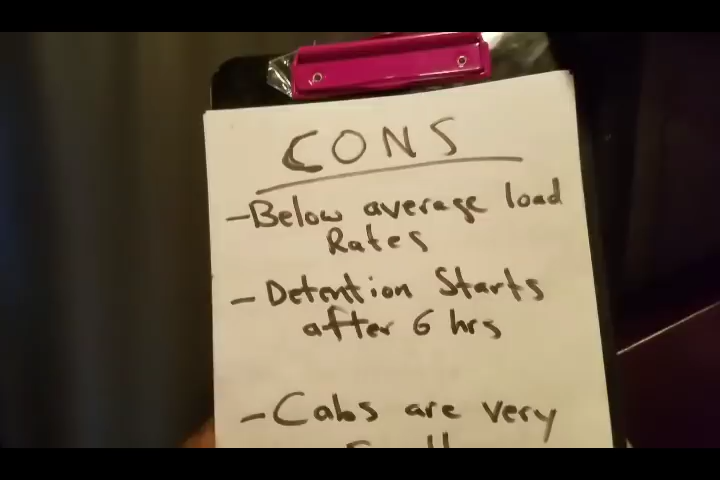 CONS
- Below average load
Rates
- Detention Starts
after 6 hrs
- Cabs are very